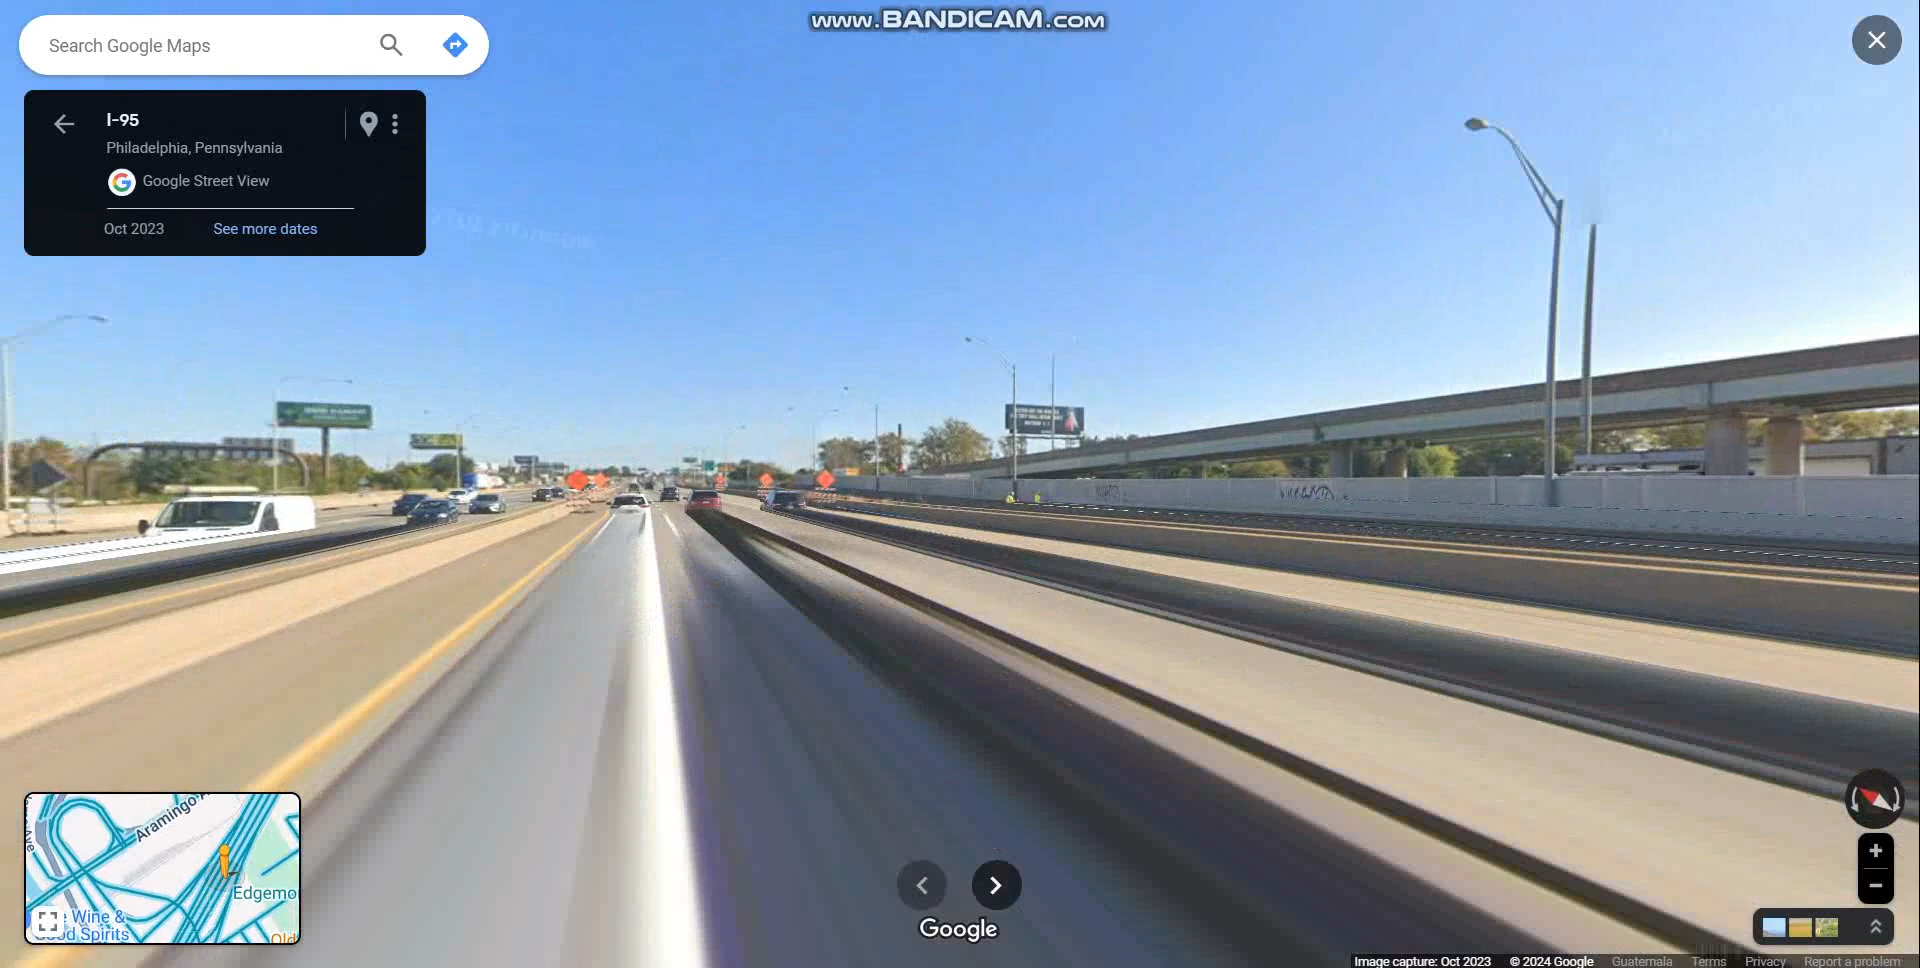 www.BANDICAM.com
Search Google Maps
I-95
Philadelphia, Pennsylvania
Google Street View
Oct 2023
See more dates
Aramingo A
Edgemo
Wine &
Spirits
Old
Google
Image capture: Oct 2023
© 2024 Google
Guatemala
Terms
Privacy
Report a problem